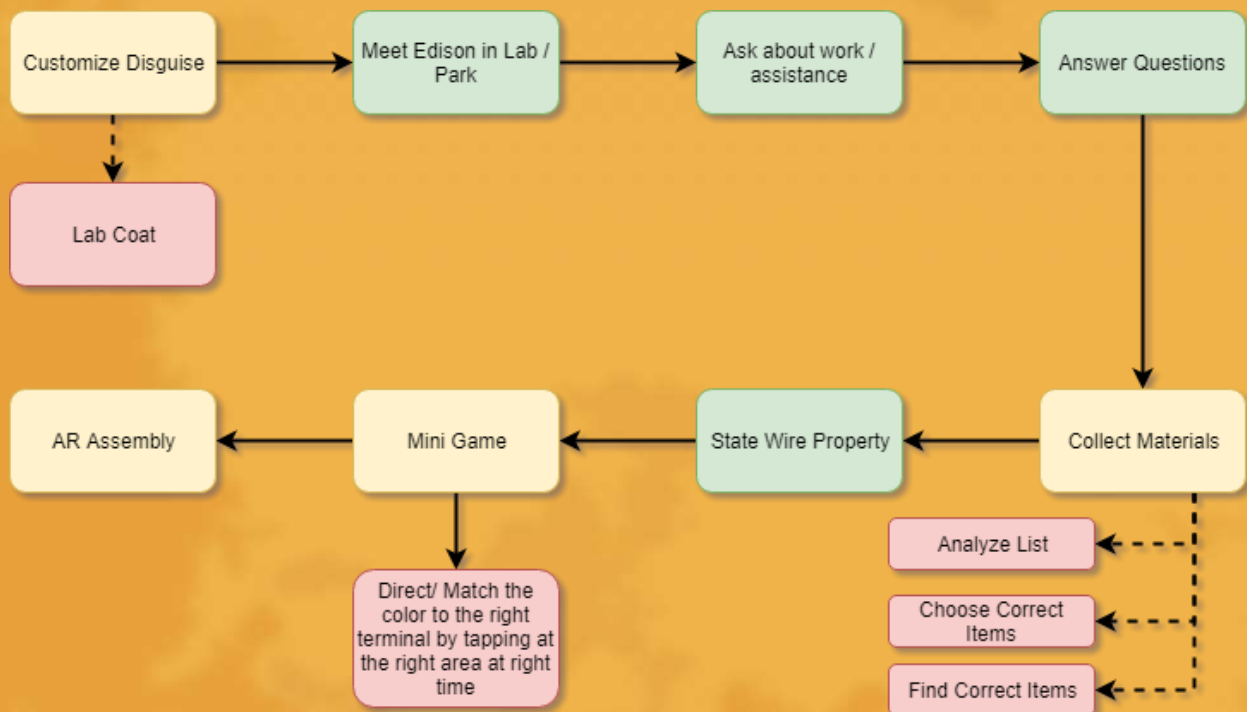 Customize Disguise
Meet Edison in Lab /
Park
Ask about work /
assistance
Answer Questions
Lab Coat
AR Assembly
Mini Game
State Wire Property
Collect Materials
Analyze List
Choose Correct
Items
Find Correct Items
Direct/ Match the
color to the right
terminal by tapping at
the right area at right
time